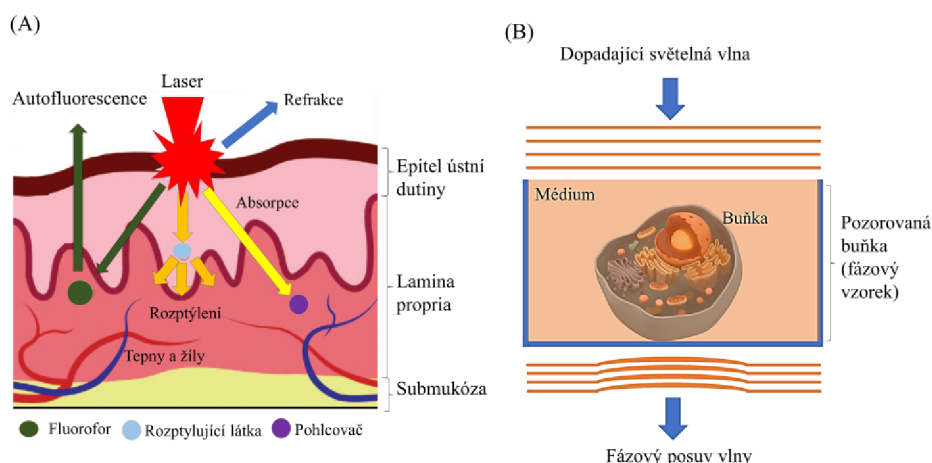 (A)
Laser
Autofluorescence
Refrakce
Epitel ústní
dutiny
Absorpce
Lamina
propria
Rozptýlení
Tepny a žíly
Submukóza
Fluorofor
Rozptylující látka
Pohlcovač
(B)
Dopadající světelná vlna
Médium
Buňka
Pozorovaná
buňka
(fázový
vzorek)
Fázový posuv vlny